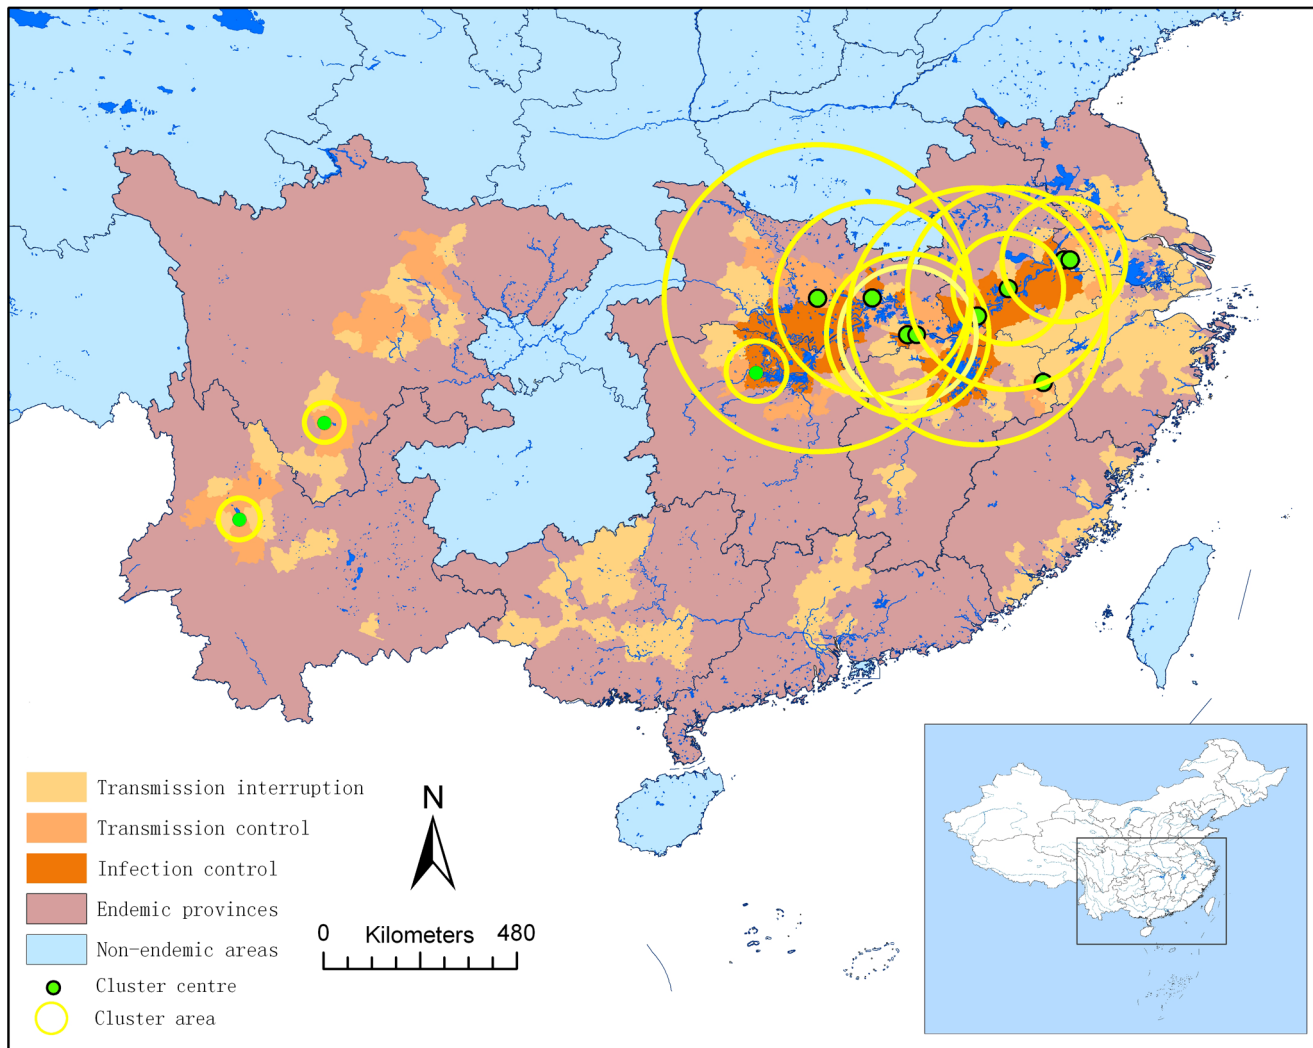 Transmission interruption
Transmission control
Infection control
Endemic provinces
Non-endemic areas
Cluster centre
Cluster area
N
0 Kilometers 480